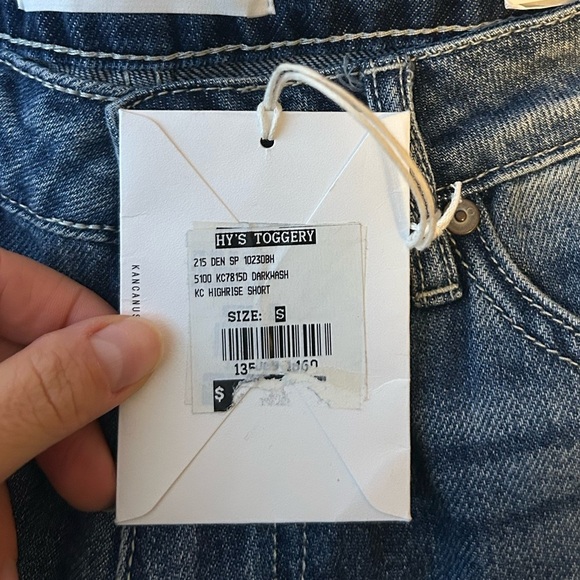 HY'S TOGGERY
215 DEN SP 10230BH
5100 KC7815D DARKWASH
KC HIGHRISE SHORT
SIZE: S
$